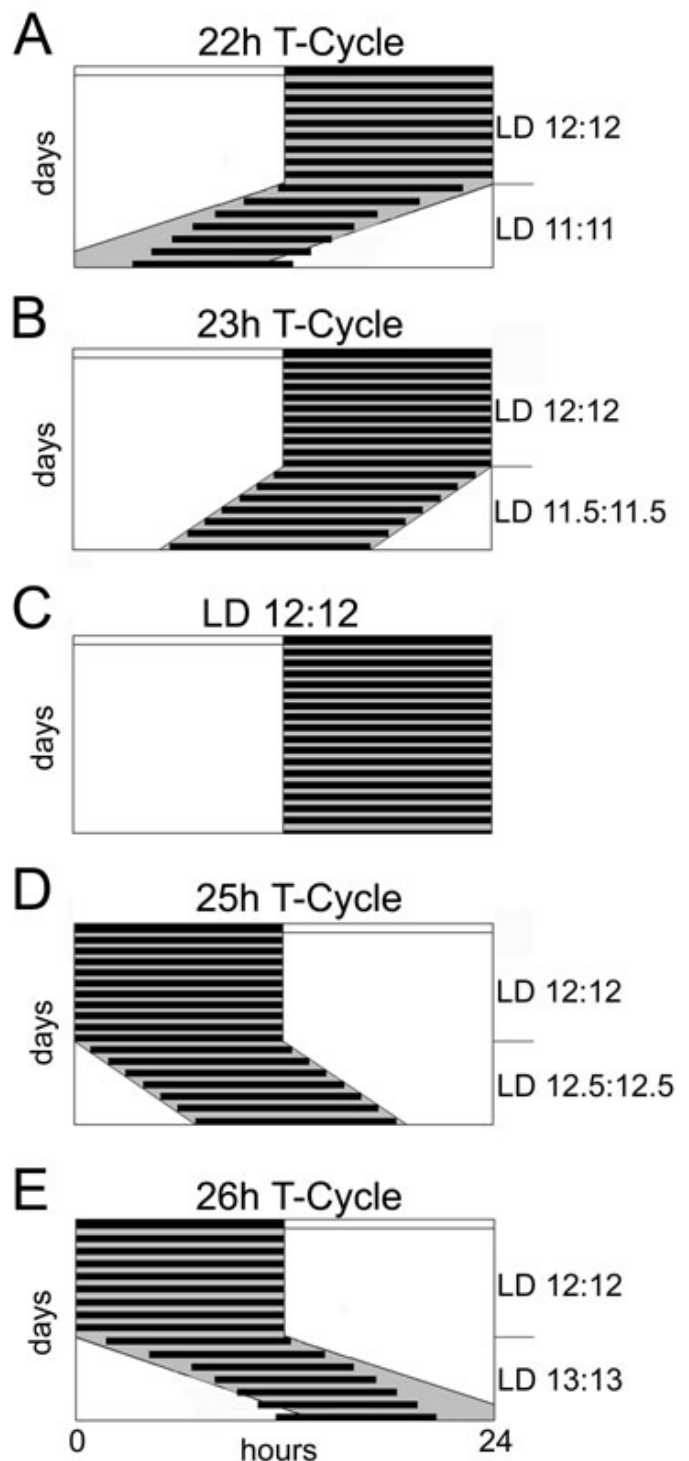 A
22h T-Cycle
days
LD 12:12
LD 11:11
B
23h T-Cycle
days
LD 12:12
LD 11.5:11.5
C
LD 12:12
days
D
25h T-Cycle
days
LD 12:12
LD 12.5:12.5
E
26h T-Cycle
days
LD 12:12
LD 13:13
0 hours 24